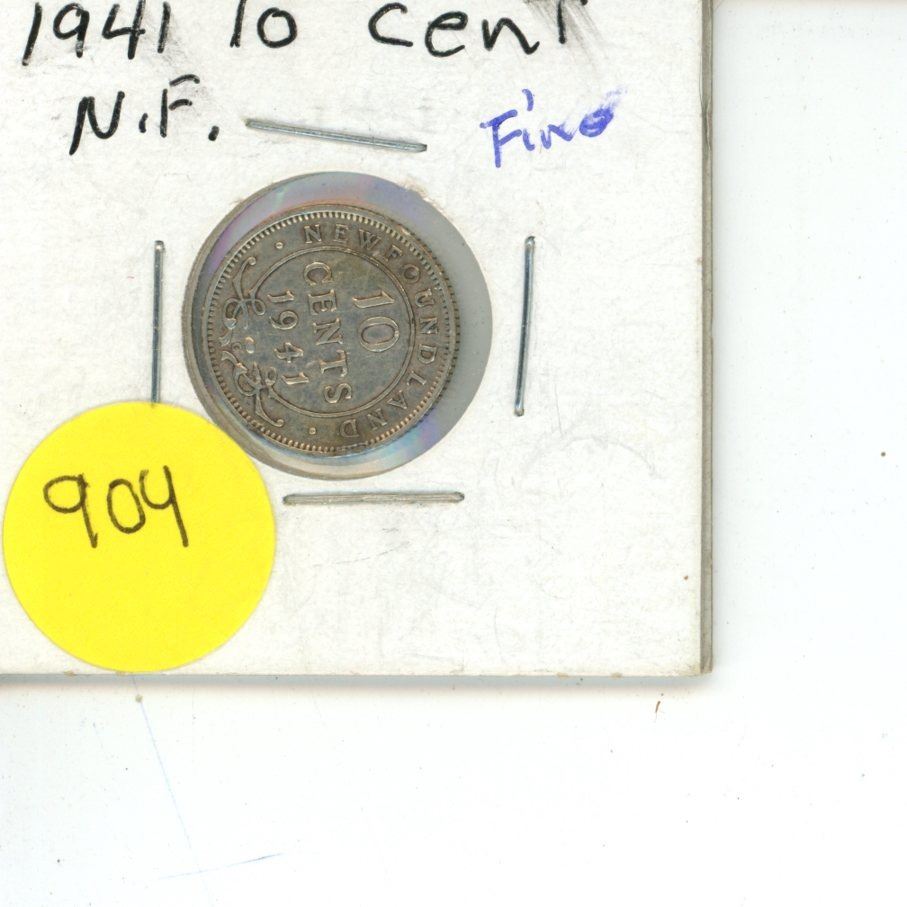 1941 10 cent
N.F.
Fine
NEWFOUNDLAND
10
CENTS
1941
904